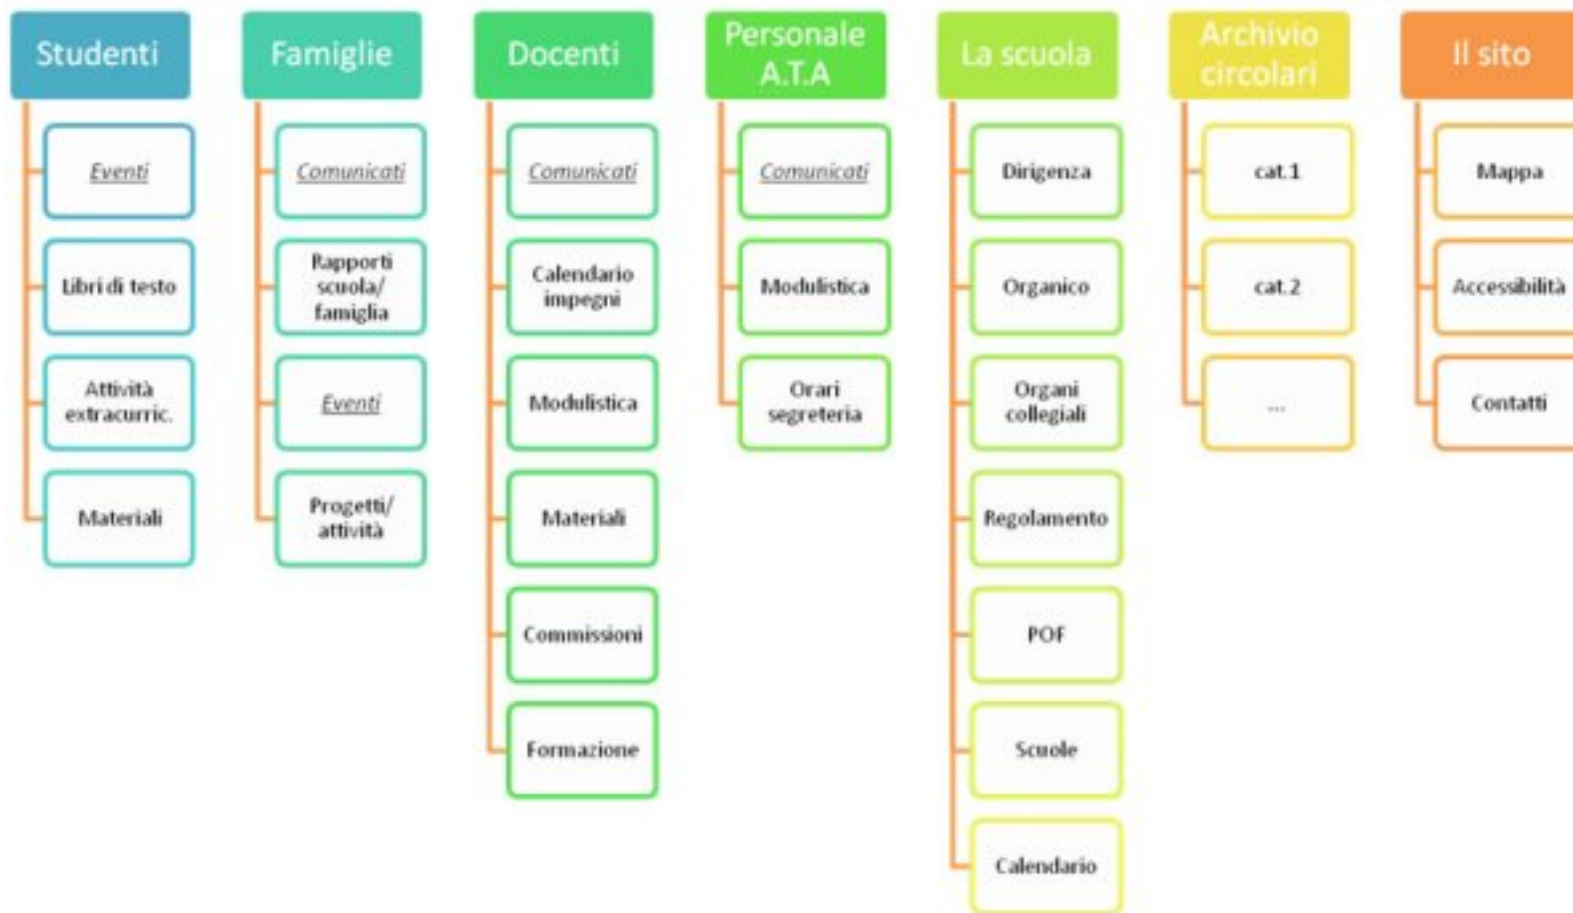 Studenti
Eventi
Libri di testo
Attività
extracurric.
Materiali
Famiglie
Comunicati
Rapporti
scuola/
famiglia
Eventi
Progetti/
attività
Docenti
Comunicati
Calendario
impegni
Modulistica
Materiali
Commissioni
Formazione
Personale
A.T.A
Comunicati
Modulistica
Orari
segreteria
La scuola
Dirigenza
Organico
Organi
collegiali
Regolamento
POF
Scuole
Calendario
Archivio
circolari
cat.1
cat.2
...
Il sito
Mappa
Accessibilità
Contatti